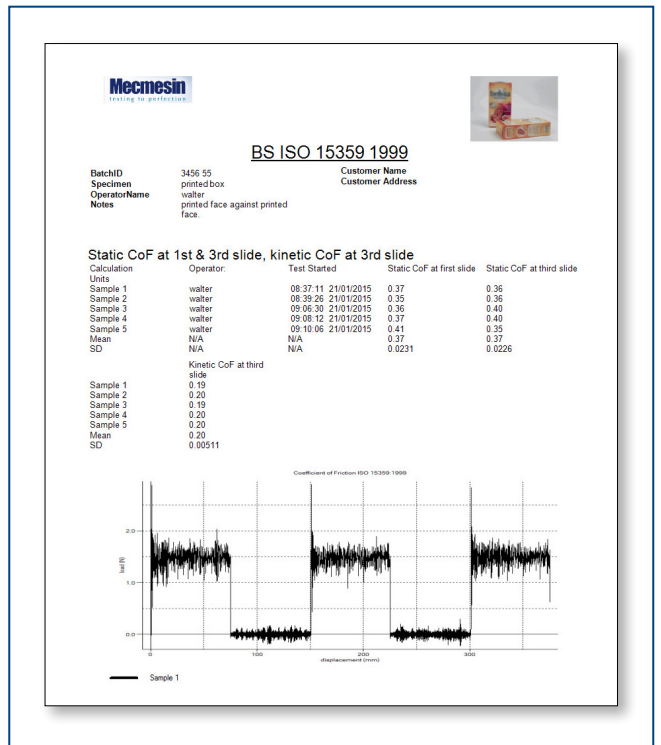 Mecmesin
testing to perfection
BS ISO 15359 1999
BatchID 3456 55 Customer Name
Specimen printed box Customer Address
OperatorName walter
Notes printed face against printed
face.
Static CoF at 1st & 3rd slide, kinetic CoF at 3rd slide
Calculation Operator: Test Started Static CoF at first slide Static CoF at third slide
Units
Sample 1 walter 08:37:11 21/01/2015 0.37 0.36
Sample 2 walter 08:39:26 21/01/2015 0.35 0.36
Sample 3 walter 09:06:30 21/01/2015 0.36 0.40
Sample 4 walter 09:08:12 21/01/2015 0.37 0.40
Sample 5 walter 09:10:06 21/01/2015 0.41 0.35
Mean N/A N/A 0.37 0.37
SD N/A N/A 0.0231 0.0226
Kinetic CoF at third
slide
Sample 1 0.19
Sample 2 0.20
Sample 3 0.19
Sample 4 0.20
Sample 5 0.20
Mean 0.20
SD 0.00511
Coefficient of Friction ISO 15359:1999
2.0
load (N)
1.0
0.0
0 100 200 300
displacement (mm)
Sample 1